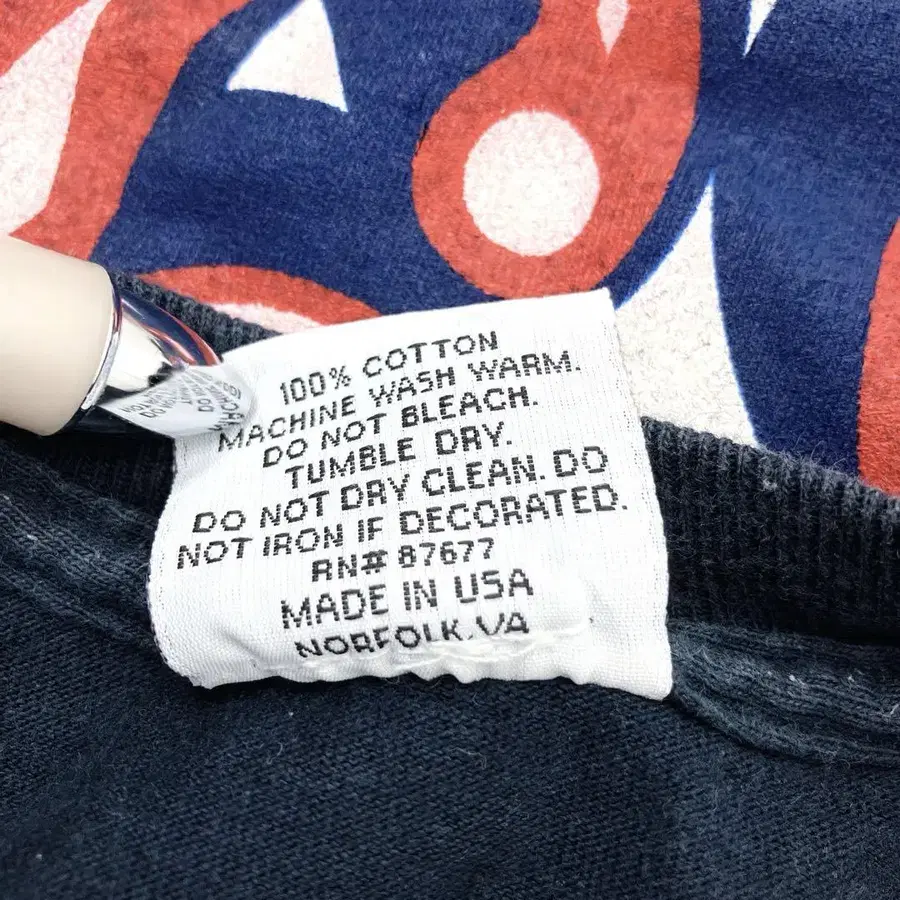 100% COTTON
MACHINE WASH WARM.
DO NOT BLEACH.
TUMBLE DRY.
DO NOT DRY CLEAN. DO
NOT IRON IF DECORATED.
RN# 87677
MADE IN USA
NORFOLK, VA